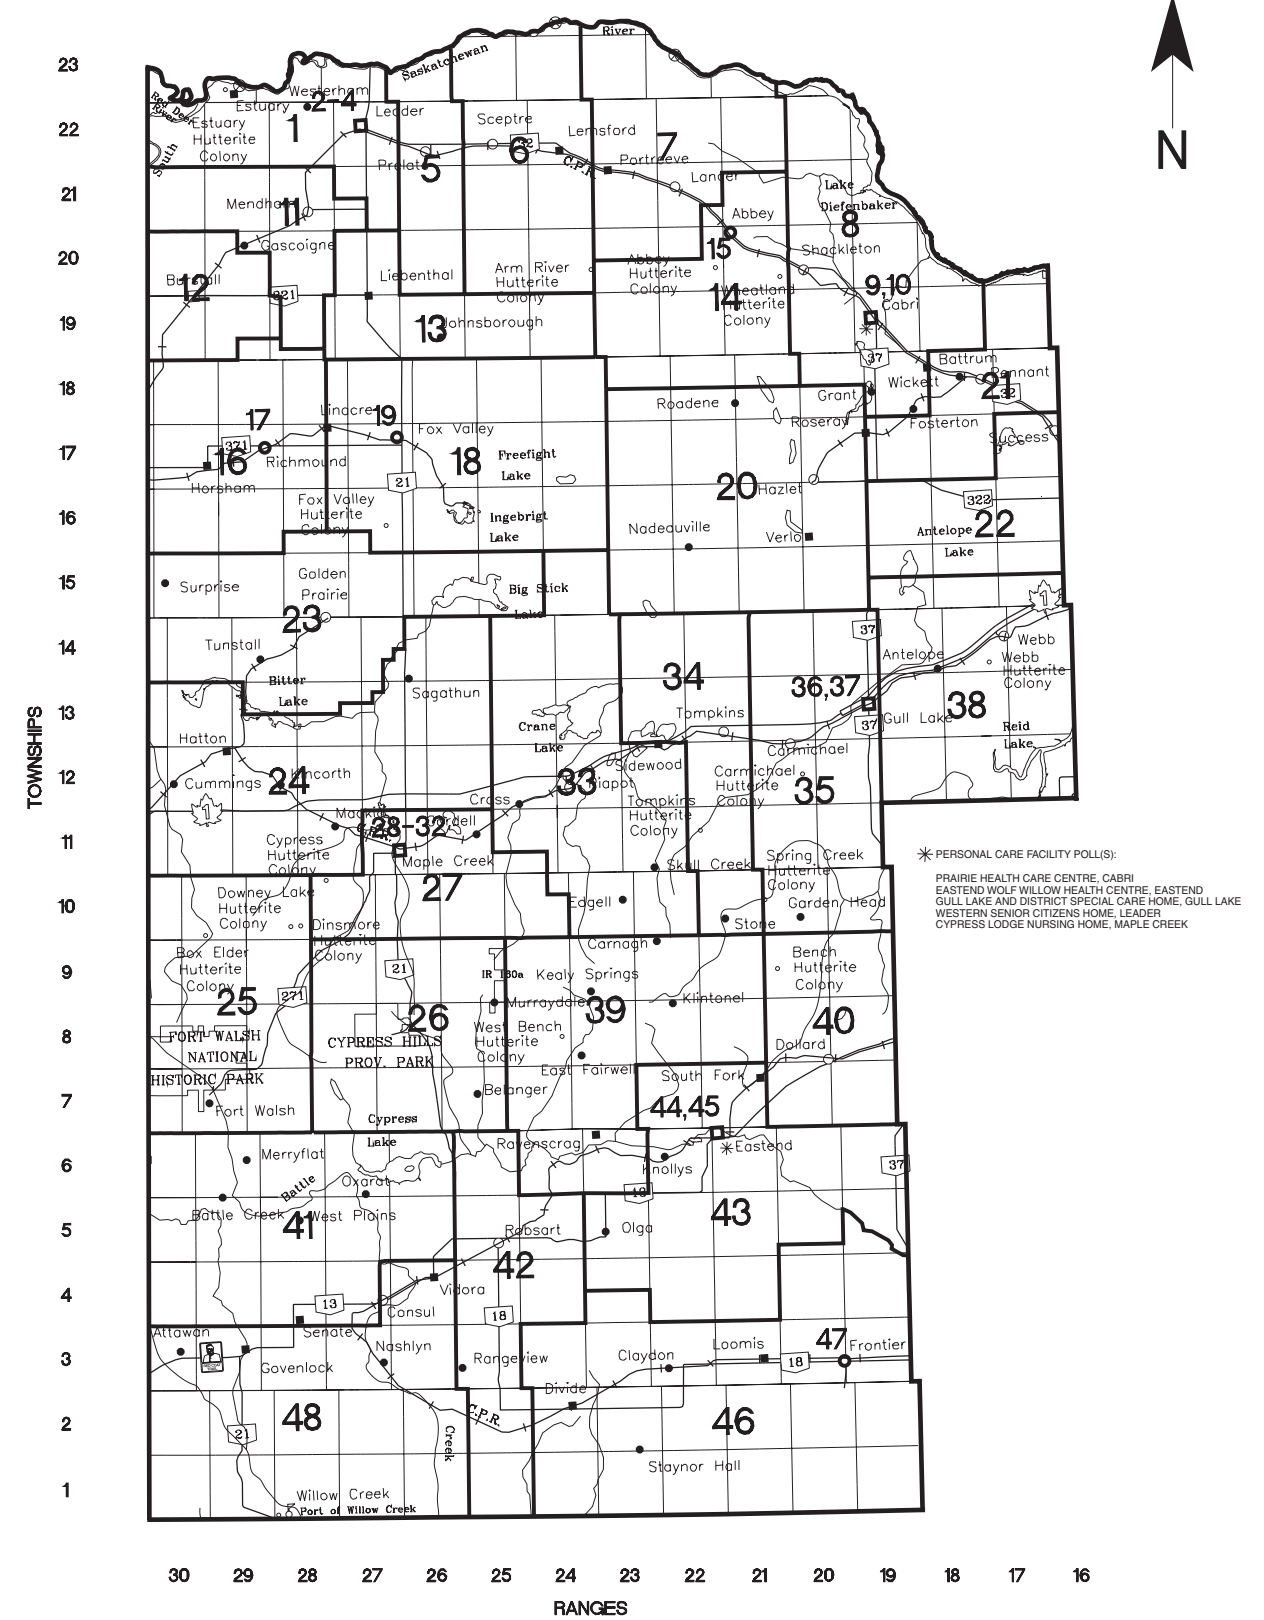 River
Saskatchewan
23
Red Deer
River
Westerham
2-4
Estuary
Leader
N
22
Estuary
Hutterite
Colony
1
Sceptre
6
32
Lemsford
7
South
Prelate
5
C.P.R.
Portreeve
Lancer
21
Mendham
11
Lake
Diefenbaker
Abbey
8
15
Gascoigne
Shackleton
20
Burstall
12
321
Liebenthal
Arm River
Hutterite
Colony
Abbey
Hutterite
Colony
Wheatland
Hutterite
Colony
14
9,10
Cabri
19
13
Johnsborough
37
Battrum
Pennant
21
32
18
Wickett
Grant
Roadene
Linacre
19
17
Fox Valley
Roseray
Fosterton
Success
17
371
16
Richmound
18
Freefight
Lake
Horsham
21
20
Hazlet
322
Fox Valley
Hutterite
Colony
16
Ingebrigt
Lake
Nadeauville
Verlo
22
Antelope
Lake
15
Surprise
Golden
Prairie
Big Stick
Lake
1
23
37
14
Tunstall
Antelope
Webb
Webb
Hutterite
Colony
Bitter
Lake
Sagathun
34
36,37
38
13
Tompkins
Gull Lake
37
Reid
Lake
Crane
Lake
Hatton
Carmichael
TOWNSHIPS
12
Cummings
24
Kincorth
33
Sidewood
Piapot
Carmichael
Hutterite
Colony
35
1
Cross
Tompkins
Hutterite
Colony
Mackid
C.P.R.
28-32
Cardell
11
Cypress
Hutterite
Colony
Maple Creek
Skull Creek
Spring Creek
Hutterite
Colony
PERSONAL CARE FACILITY POLL(S):
PRAIRIE HEALTH CARE CENTRE, CABRI
EASTEND WOLF WILLOW HEALTH CENTRE, EASTEND
GULL LAKE AND DISTRICT SPECIAL CARE HOME, GULL LAKE
WESTERN SENIOR CITIZENS HOME, LEADER
CYPRESS LODGE NURSING HOME, MAPLE CREEK
27
10
Downey Lake
Hutterite
Colony
Edgell
Garden Head
Stone
Dinsmore
Hutterite
Colony
Carnagh
9
Box Elder
Hutterite
Colony
21
IR 160a
Kealy Springs
Bench
Hutterite
Colony
25
271
Murraydale
39
Klintonel
26
40
8
FORT WALSH
NATIONAL
HISTORIC PARK
CYPRESS HILLS
PROV. PARK
West Bench
Hutterite
Colony
Dollard
East Fairwell
South Fork
7
Fort Walsh
Belanger
44,45
Cypress
Lake
Ravenscrag
Eastend
6
Merryflat
Knollys
37
Battle
Oxarat
13
Battle Creek
41
West Plains
43
5
Robsart
Olga
42
4
Vidora
13
Consul
18
Attawan
Senate
Nashlyn
Loomis
47
Frontier
3
Govenlock
Rangeview
Claydon
18
Divide
2
48
C.P.R.
46
21
Creek
Staynor Hall
1
Willow Creek
Port of Willow Creek
30 29 28 27 26 25 24 23 22 21 20 19 18 17 16
RANGES